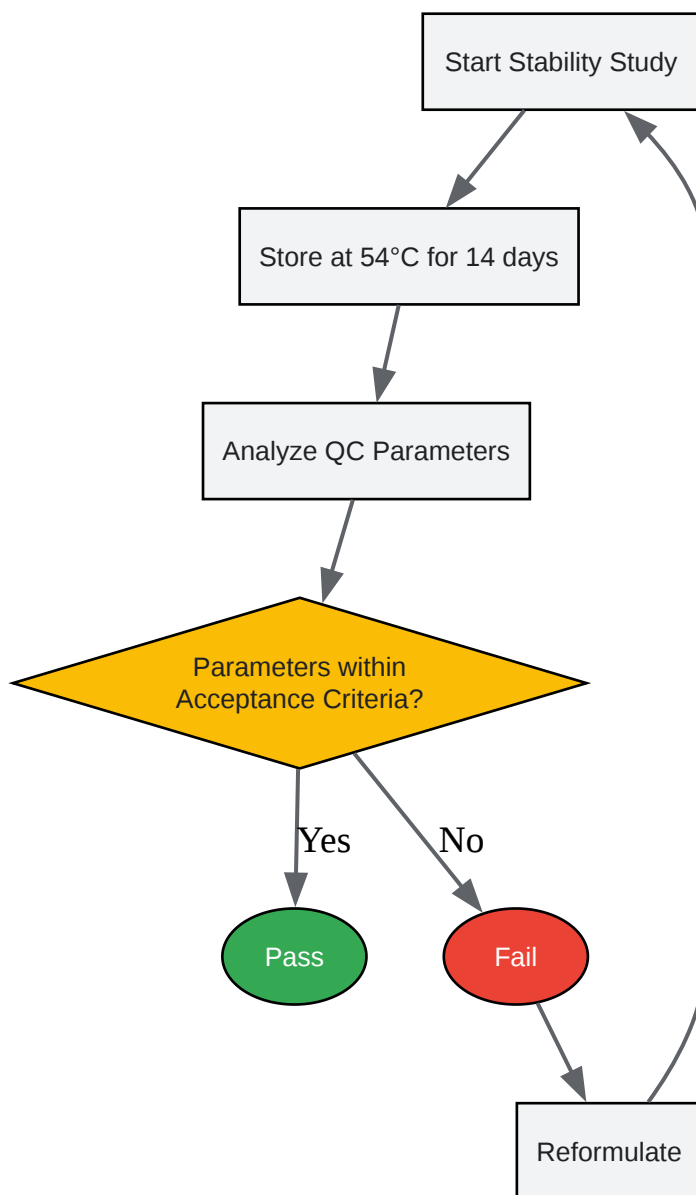 Start Stability Study
Store at 54°C for 14 days
Analyze QC Parameters
Parameters within
Acceptance Criteria?
Yes
No
Pass
Fail
Reformulate